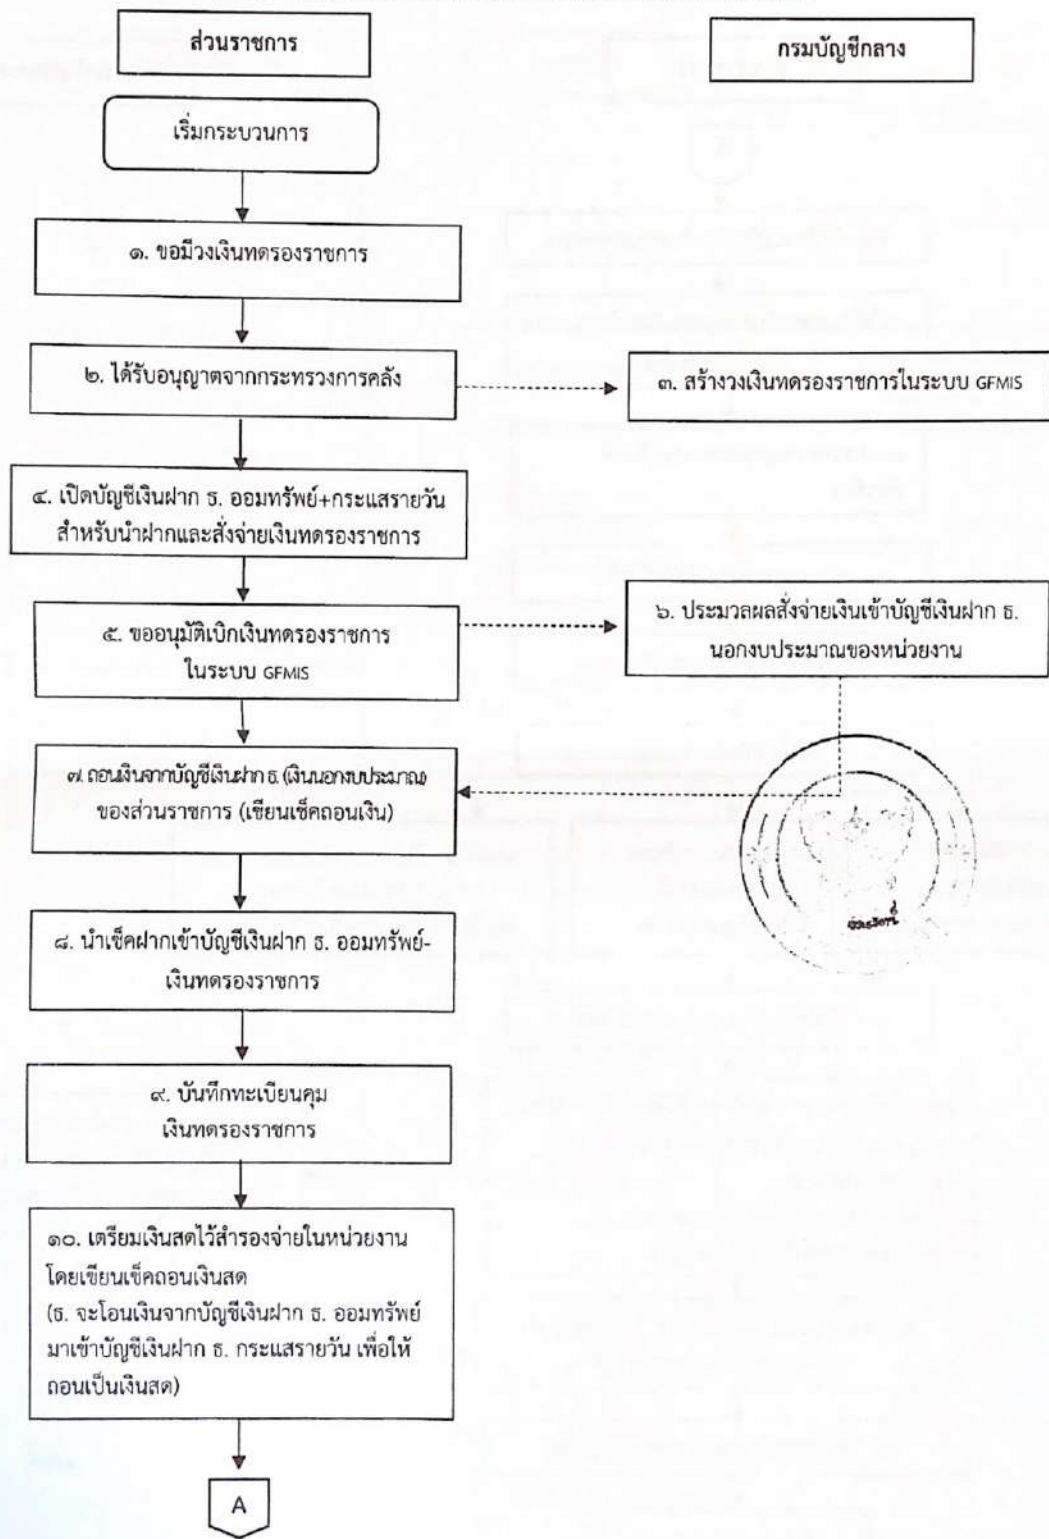 ส่วนราชการ
กรมบัญชีกลาง
เริ่มกระบวนการ
๑. ขอมีวงเงินทดรองราชการ
๒. ได้รับอนุญาตจากกระทรวงการคลัง
๓. สร้างวงเงินทดรองราชการในระบบ GFMIS
๔. เปิดบัญชีเงินฝาก ธ. ออมทรัพย์+กระแสรายวัน
สำหรับนำฝากและสั่งจ่ายเงินทดรองราชการ
๕. ขออนุมัติเบิกเงินทดรองราชการ
ในระบบ GFMIS
๖. ประมวลผลสั่งจ่ายเงินเข้าบัญชีเงินฝาก ธ.
นอกงบประมาณของหน่วยงาน
๗. ถอนเงินจากบัญชีเงินฝาก ธ. (เงินนอกงบประมาณ)
ของส่วนราชการ (เขียนเช็คถอนเงิน)
๘. นำเช็คฝากเข้าบัญชีเงินฝาก ธ. ออมทรัพย์-
เงินทดรองราชการ
๙. บันทึกทะเบียนคุม
เงินทดรองราชการ
๑๐. เตรียมเงินสดไว้สำรองจ่ายในหน่วยงาน
โดยเขียนเช็คถอนเงินสด
(ธ. จะโอนเงินจากบัญชีเงินฝาก ธ. ออมทรัพย์
มาเข้าบัญชีเงินฝาก ธ. กระแสรายวัน เพื่อให้
ถอนเป็นเงินสด)
A